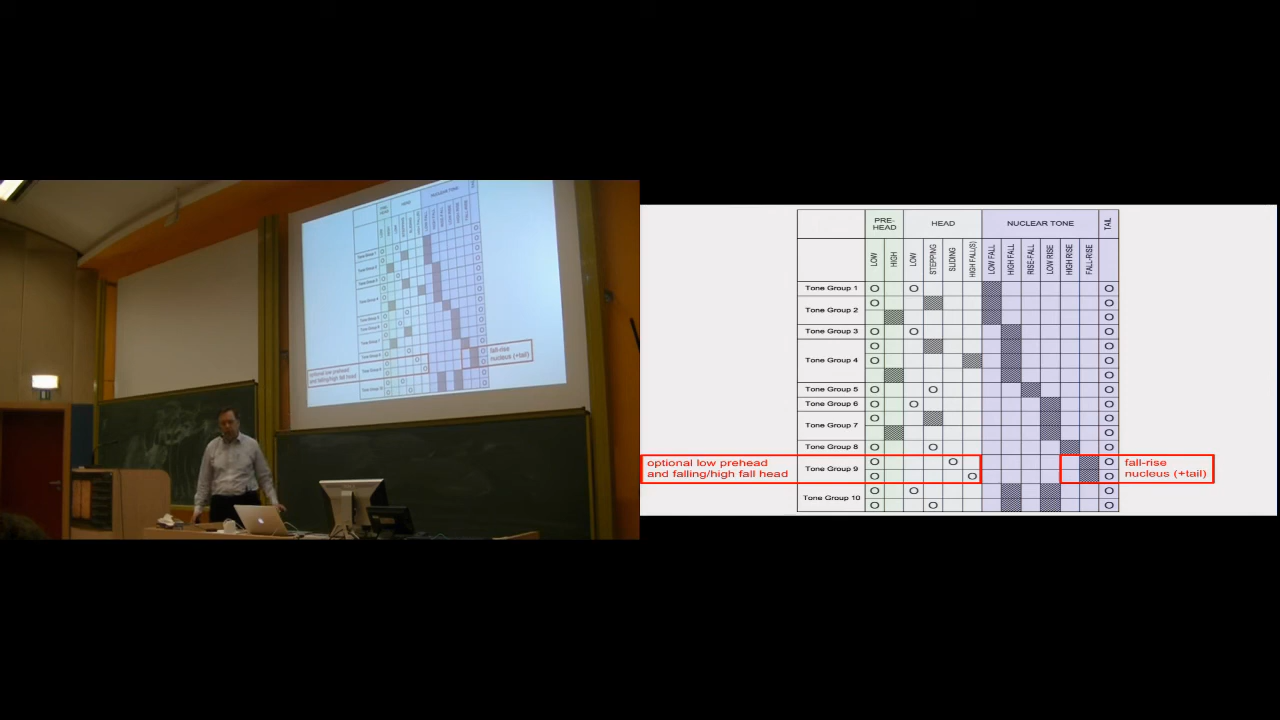 PRE-
HEAD
HEAD
NUCLEAR TONE
TAIL
LOW
HIGH
LOW
STEPPING
SLIDING
HIGH FALL(S)
LOW FALL
HIGH FALL
RISE-FALL
LOW RISE
HIGH RISE
FALL-RISE
Tone Group 1
Tone Group 2
Tone Group 3
Tone Group 4
Tone Group 5
Tone Group 6
Tone Group 7
Tone Group 8
optional low prehead
and falling/high fall head
Tone Group 9
fall-rise
nucleus (+tail)
Tone Group 10